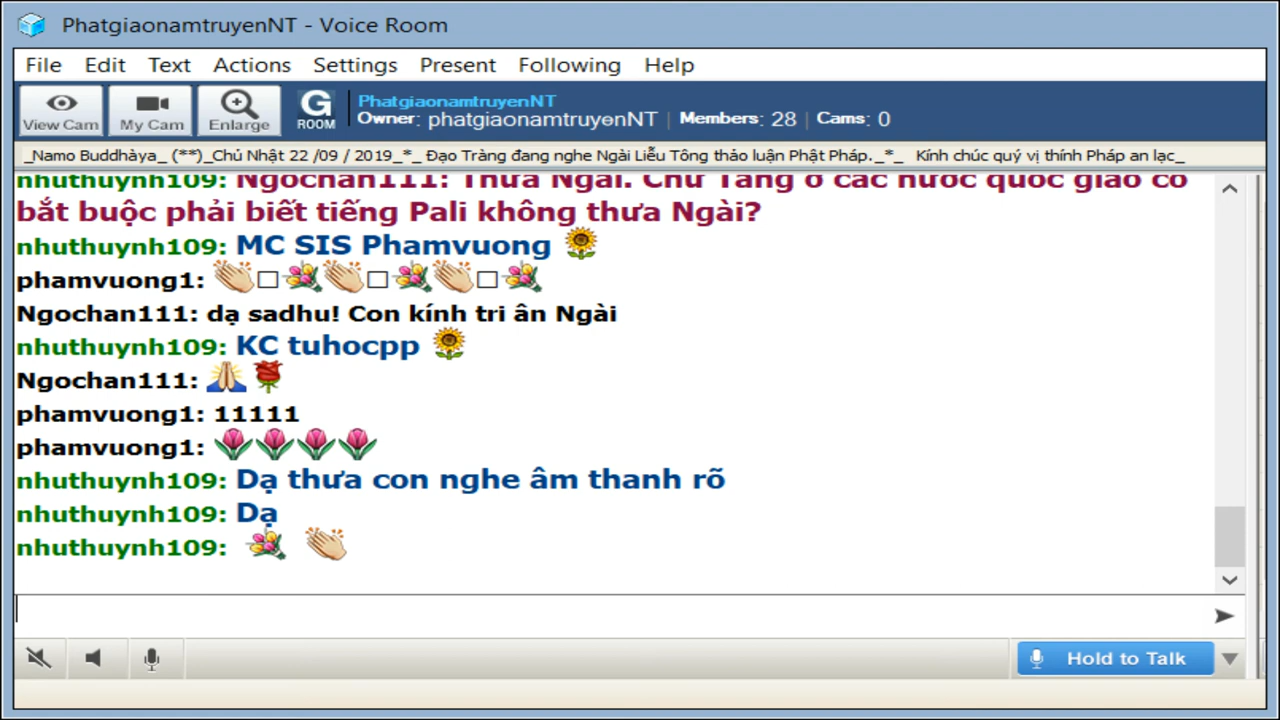 PhatgiaonamtruyenNT - Voice Room
File Edit Text Actions Settings Present Following Help
View Cam My Cam Enlarge G ROOM PhatgiaonamtruyenNT
Owner: phatgiaonamtruyenNT | Members: 28 | Cams: 0
_Namo Buddhàya_ (**)_Chủ Nhật 22 /09 / 2019_*_ Đạo Tràng đang nghe Ngài Liễu Tông thảo luận Phật Pháp._*_ Kính chúc quý vị thính Pháp an lạc_
nhuthuynh109: Ngochan111: Thưa Ngài. Chư Tăng ở các nước quốc giáo có
bắt buộc phải biết tiếng Pali không thưa Ngài?
nhuthuynh109: MC SIS Phamvuong 🌻
phamvuong1: 👏□💐👏□💐👏□💐
Ngochan111: dạ sadhu! Con kính tri ân Ngài
nhuthuynh109: KC tuhocpp 🌻
Ngochan111: 🙏🌹
phamvuong1: 11111
phamvuong1: 🌷🌷🌷🌷
nhuthuynh109: Dạ thưa con nghe âm thanh rõ
nhuthuynh109: Dạ
nhuthuynh109: 💐 👏
Hold to Talk